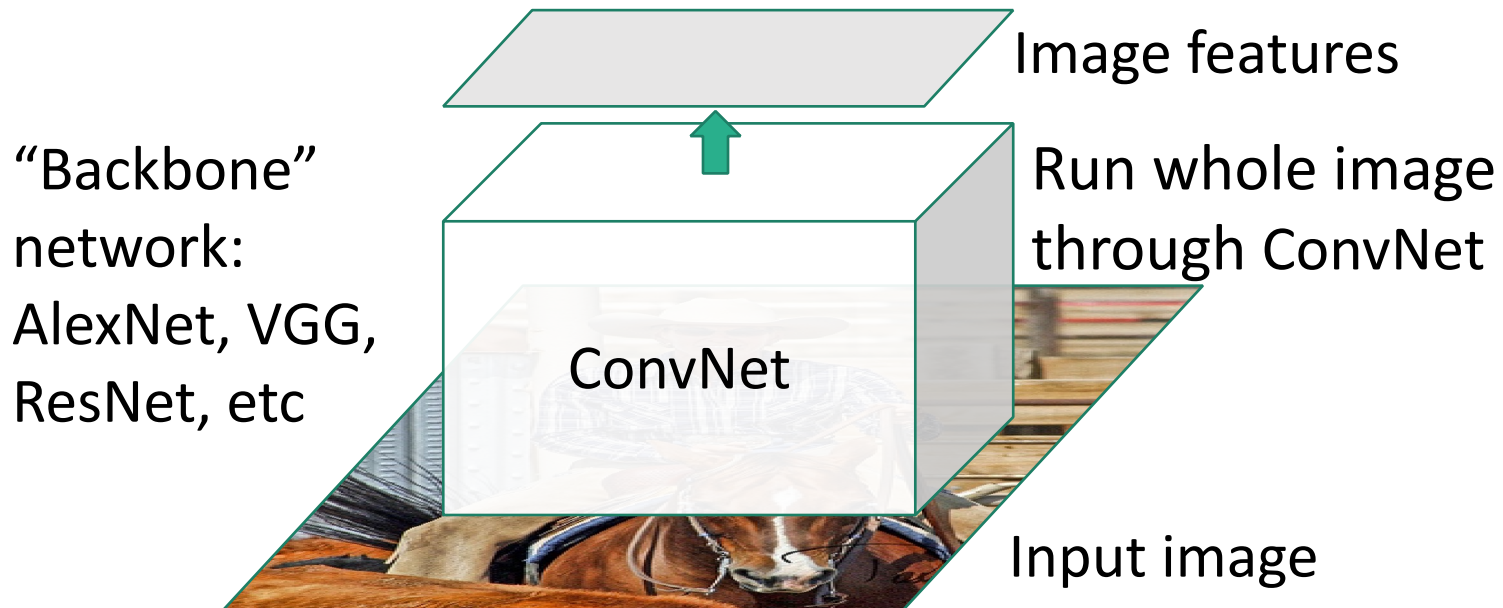 Image features
“Backbone”
network:
AlexNet, VGG,
ResNet, etc
Run whole image
through ConvNet
ConvNet
Input image